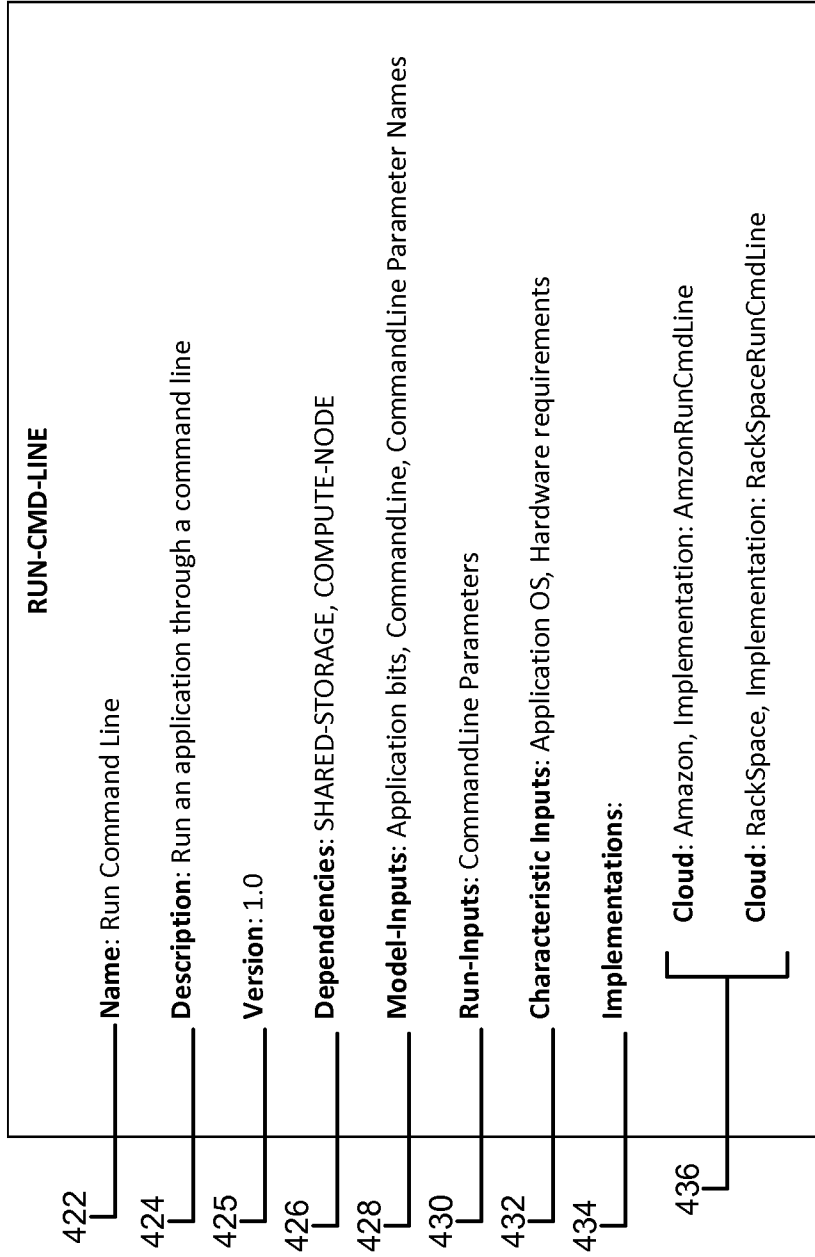 RUN-CMD-LINE
422 Name: Run Command Line
424 Description: Run an application through a command line
425 Version: 1.0
426 Dependencies: SHARED-STORAGE, COMPUTE-NODE
428 Model-Inputs: Application bits, CommandLine, CommandLine Parameter Names
430 Run-Inputs: CommandLine Parameters
432 Characteristic Inputs: Application OS, Hardware requirements
434 Implementations:
436
Cloud: Amazon, Implementation: AmzonRunCmdLine
Cloud: RackSpace, Implementation: RackSpaceRunCmdLine